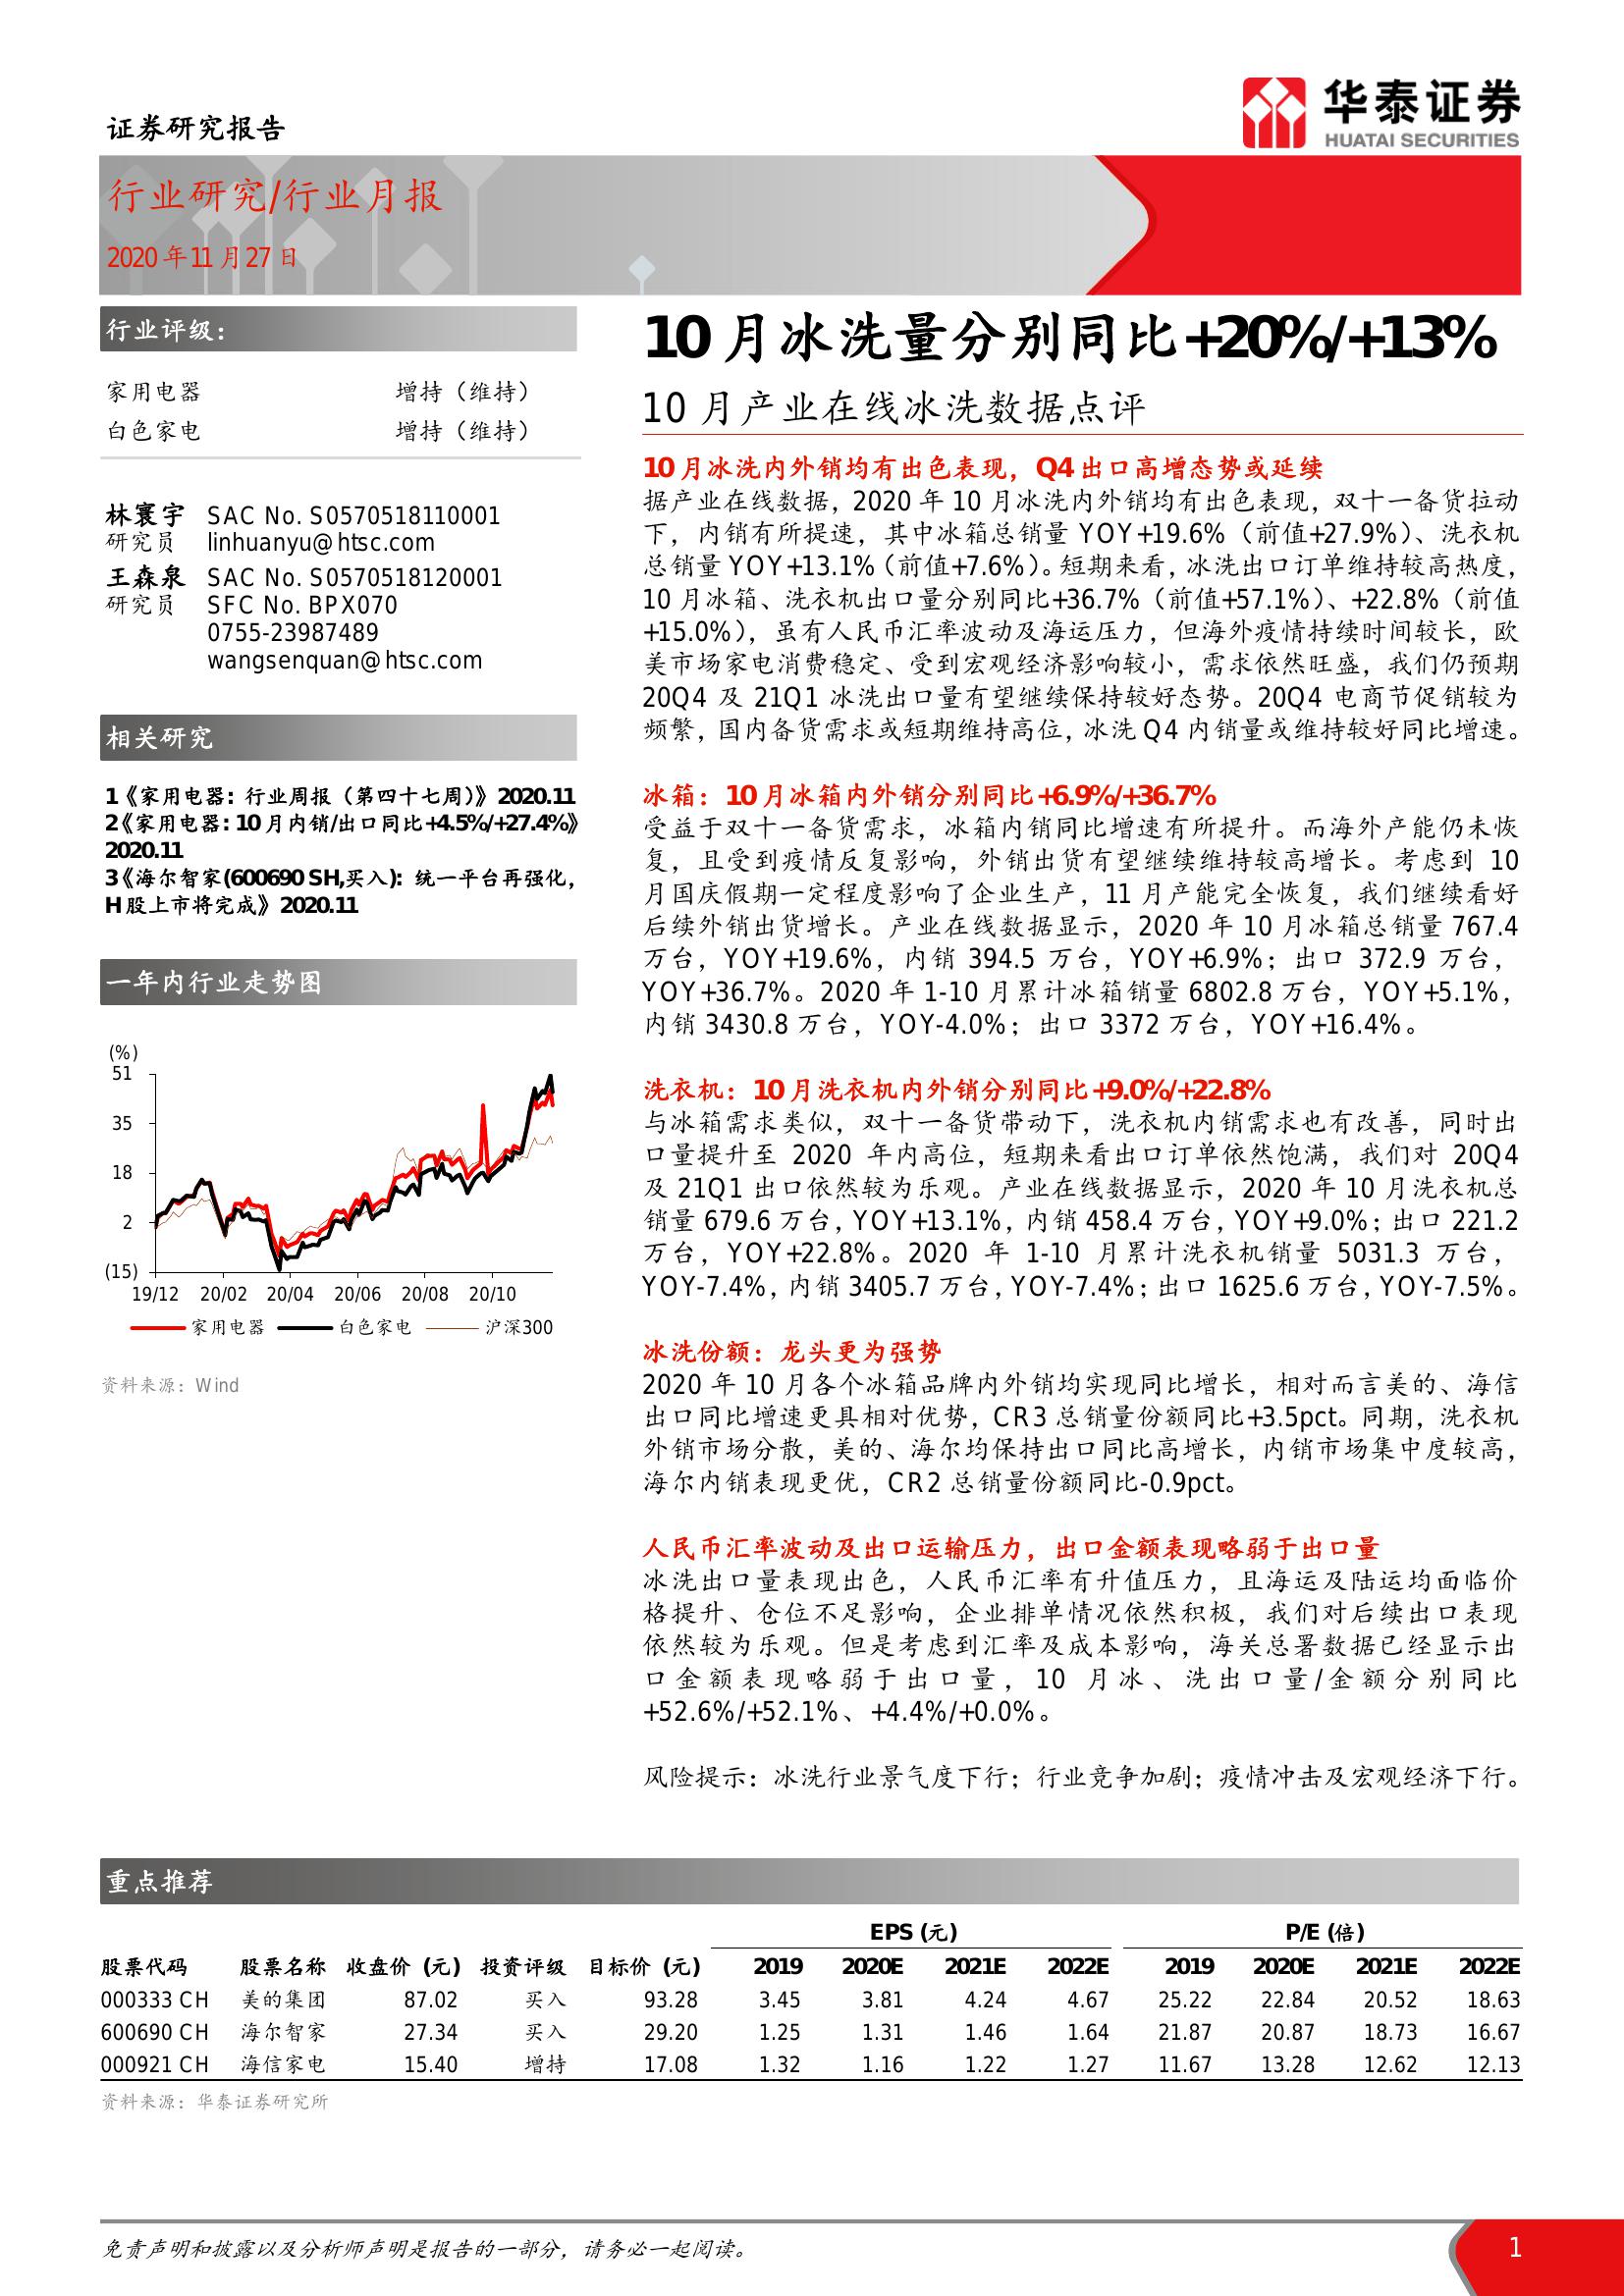 证券研究报告
华泰证券
HUATAI SECURITIES
行业研究/行业月报
2020年11月27日
行业评级：
家用电器 增持（维持）
白色家电 增持（维持）
林寰宇 SAC No. S0570518110001
研究员 linhuanyu@htsc.com
王森泉 SAC No. S0570518120001
研究员 SFC No. BPX070
0755-23987489
wangsenquan@htsc.com
相关研究
1《家用电器: 行业周报（第四十七周）》2020.11
2《家用电器: 10月内销/出口同比+4.5%/+27.4%》
2020.11
3《海尔智家(600690 SH,买入): 统一平台再强化，
H股上市将完成》2020.11
一年内行业走势图
(%)
51
35
18
2
(15)
19/12 20/02 20/04 20/06 20/08 20/10
家用电器 白色家电 沪深300
资料来源：Wind
10月冰洗量分别同比+20%/+13%
10月产业在线冰洗数据点评
10月冰洗内外销均有出色表现，Q4出口高增态势或延续
据产业在线数据，2020年10月冰洗内外销均有出色表现，双十一备货拉动
下，内销有所提速，其中冰箱总销量YOY+19.6%（前值+27.9%）、洗衣机
总销量YOY+13.1%（前值+7.6%）。短期来看，冰洗出口订单维持较高热度，
10月冰箱、洗衣机出口量分别同比+36.7%（前值+57.1%）、+22.8%（前值
+15.0%），虽有人民币汇率波动及海运压力，但海外疫情持续时间较长，欧
美市场家电消费稳定、受到宏观经济影响较小，需求依然旺盛，我们仍预期
20Q4及21Q1冰洗出口量有望继续保持较好态势。20Q4电商节促销较为
频繁，国内备货需求或短期维持高位，冰洗Q4内销量或维持较好同比增速。
冰箱：10月冰箱内外销分别同比+6.9%/+36.7%
受益于双十一备货需求，冰箱内销同比增速有所提升。而海外产能仍未恢
复，且受到疫情反复影响，外销出货有望继续维持较高增长。考虑到10
月国庆假期一定程度影响了企业生产，11月产能完全恢复，我们继续看好
后续外销出货增长。产业在线数据显示，2020年10月冰箱总销量767.4
万台，YOY+19.6%，内销394.5万台，YOY+6.9%；出口372.9万台，
YOY+36.7%。2020年1-10月累计冰箱销量6802.8万台，YOY+5.1%，
内销3430.8万台，YOY-4.0%；出口3372万台，YOY+16.4%。
洗衣机：10月洗衣机内外销分别同比+9.0%/+22.8%
与冰箱需求类似，双十一备货带动下，洗衣机内销需求也有改善，同时出
口量提升至2020年内高位，短期来看出口订单依然饱满，我们对20Q4
及21Q1出口依然较为乐观。产业在线数据显示，2020年10月洗衣机总
销量679.6万台，YOY+13.1%，内销458.4万台，YOY+9.0%；出口221.2
万台，YOY+22.8%。2020年1-10月累计洗衣机销量5031.3万台，
YOY-7.4%，内销3405.7万台，YOY-7.4%；出口1625.6万台，YOY-7.5%。
冰洗份额：龙头更为强势
2020年10月各个冰箱品牌内外销均实现同比增长，相对而言美的、海信
出口同比增速更具相对优势，CR3总销量份额同比+3.5pct。同期，洗衣机
外销市场分散，美的、海尔均保持出口同比高增长，内销市场集中度较高，
海尔内销表现更优，CR2总销量份额同比-0.9pct。
人民币汇率波动及出口运输压力，出口金额表现略弱于出口量
冰洗出口量表现出色，人民币汇率有升值压力，且海运及陆运均面临价
格提升、仓位不足影响，企业排单情况依然积极，我们对后续出口表现
依然较为乐观。但是考虑到汇率及成本影响，海关总署数据已经显示出
口金额表现略弱于出口量，10月冰、洗出口量/金额分别同比
+52.6%/+52.1%、+4.4%/+0.0%。
风险提示：冰洗行业景气度下行；行业竞争加剧；疫情冲击及宏观经济下行。
重点推荐
EPS (元) P/E (倍)
股票代码 股票名称 收盘价 (元) 投资评级 目标价 (元) 2019 2020E 2021E 2022E 2019 2020E 2021E 2022E
000333 CH 美的集团 87.02 买入 93.28 3.45 3.81 4.24 4.67 25.22 22.84 20.52 18.63
600690 CH 海尔智家 27.34 买入 29.20 1.25 1.31 1.46 1.64 21.87 20.87 18.73 16.67
000921 CH 海信家电 15.40 增持 17.08 1.32 1.16 1.22 1.27 11.67 13.28 12.62 12.13
资料来源：华泰证券研究所
免责声明和披露以及分析师声明是报告的一部分，请务必一起阅读。 1